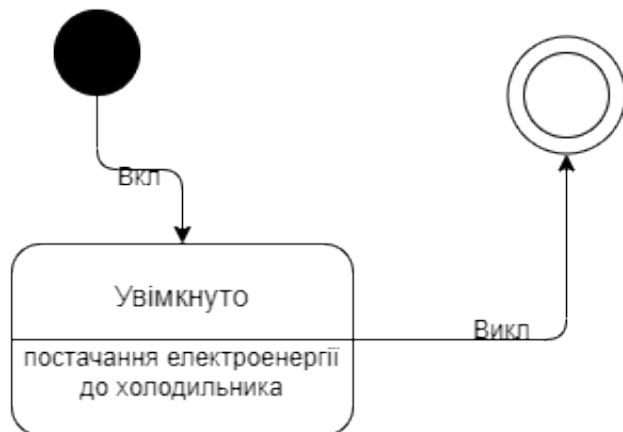 Вкл
Увімкнуто
Викл
постачання електроенергії
до холодильника